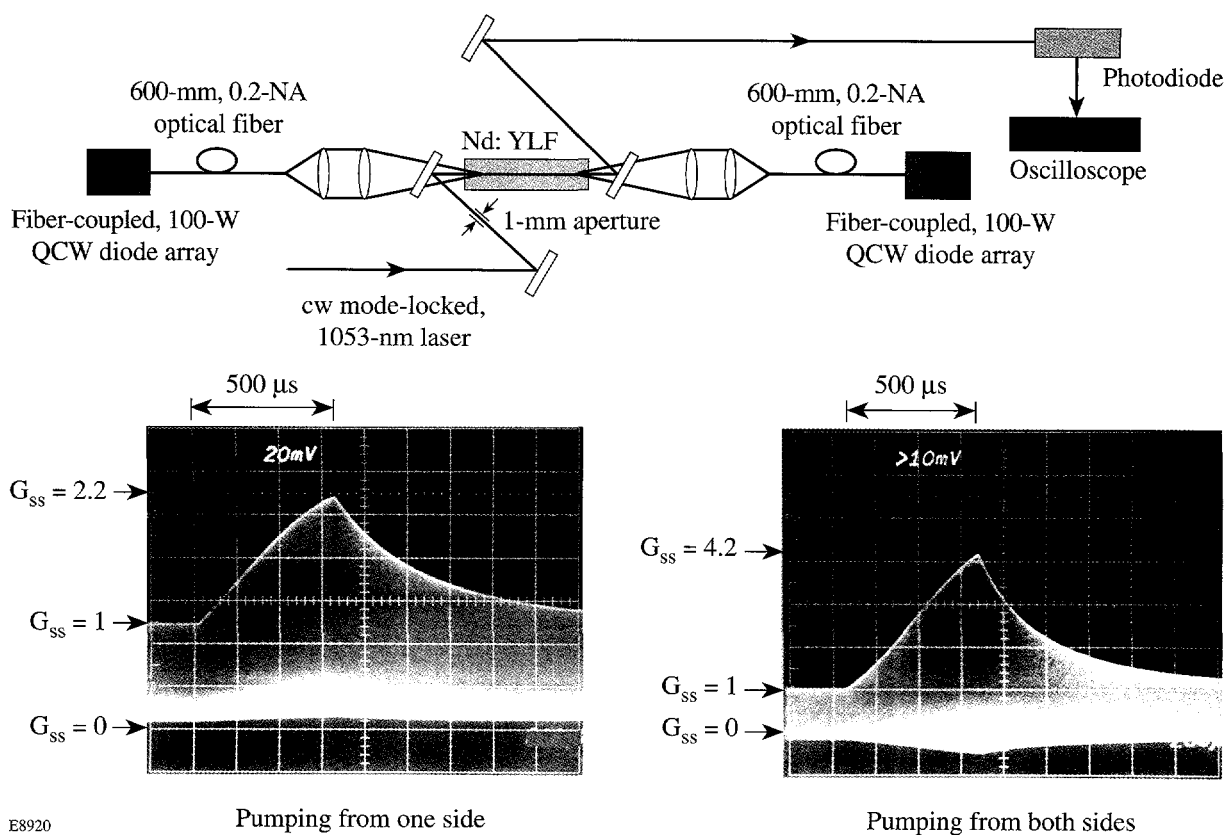 600-mm, 0.2-NA
optical fiber
Nd: YLF
600-mm, 0.2-NA
optical fiber
Photodiode
Oscilloscope
Fiber-coupled, 100-W
QCW diode array
1-mm aperture
Fiber-coupled, 100-W
QCW diode array
cw mode-locked,
1053-nm laser
500 μs
20mV
G_ss = 2.2
G_ss = 1
G_ss = 0
500 μs
>10mV
G_ss = 4.2
G_ss = 1
G_ss = 0
E8920
Pumping from one side
Pumping from both sides